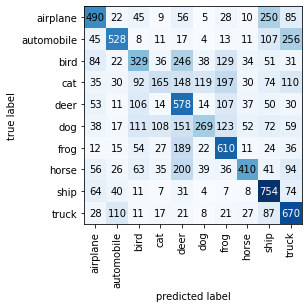 airplane 490 22 45 9 56 5 28 10 250 85
automobile 45 528 8 11 17 4 13 11 107 256
bird 84 22 329 36 246 38 129 34 51 31
cat 35 30 92 165 148 119 197 30 74 110
deer 53 11 106 14 578 14 107 37 50 30
dog 38 17 111 108 151 269 123 52 72 59
frog 12 15 54 27 189 22 610 11 24 36
horse 56 26 63 35 200 39 36 410 41 94
ship 64 40 11 7 31 4 7 8 754 74
truck 28 110 11 17 21 8 21 27 87 670
true label
airplane
automobile
bird
cat
deer
dog
frog
horse
ship
truck
predicted label